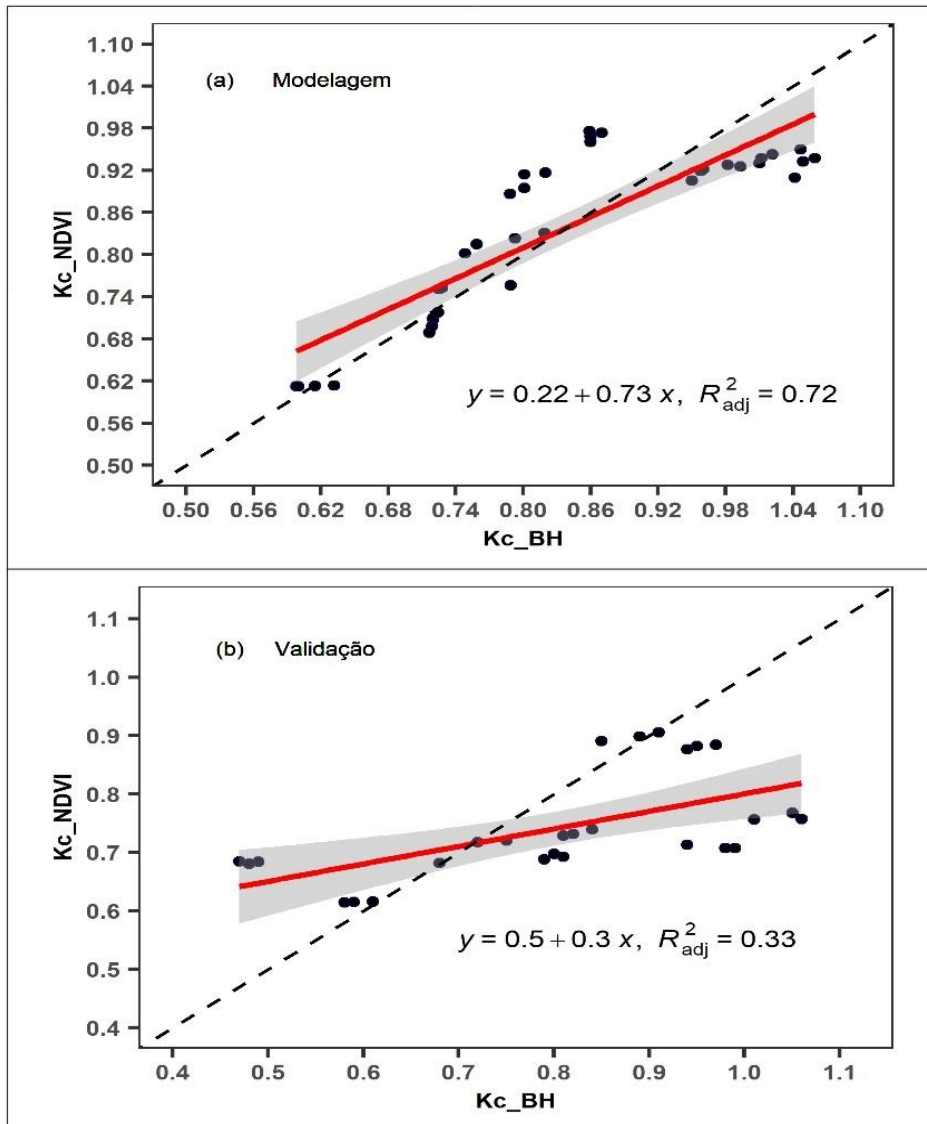 (a) Modelagem
Kc_NDVI
1.10
1.04
0.98
0.92
0.86
0.80
0.74
0.68
0.62
0.56
0.50
y = 0.22 + 0.73 x, R²adj = 0.72
0.50 0.56 0.62 0.68 0.74 0.80 0.86 0.92 0.98 1.04 1.10
Kc_BH
(b) Validação
Kc_NDVI
1.1
1.0
0.9
0.8
0.7
0.6
0.5
0.4
y = 0.5 + 0.3 x, R²adj = 0.33
0.4 0.5 0.6 0.7 0.8 0.9 1.0 1.1
Kc_BH